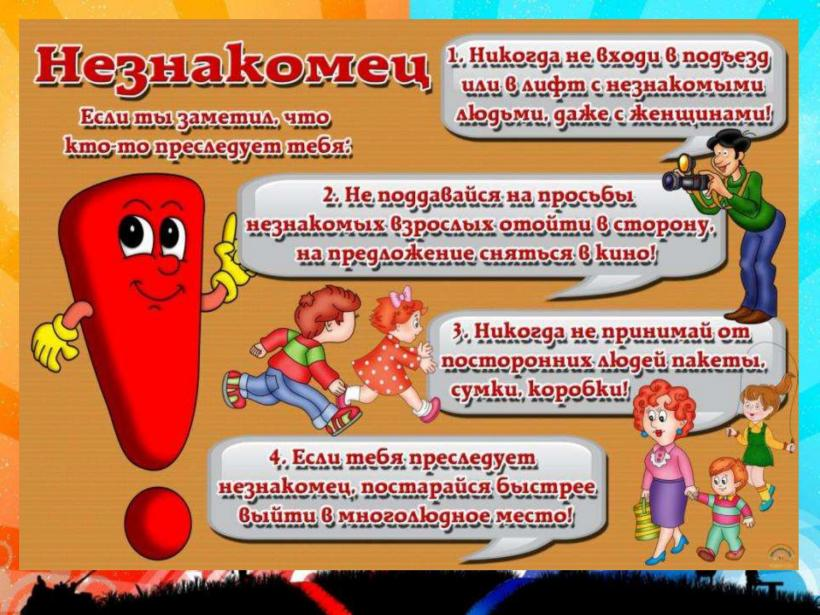 Незнакомец
Если ты заметил, что
кто-то преследует тебя:
1. Никогда не входи в подъезд
или в лифт с незнакомыми
людьми, даже с женщинами!
2. Не поддавайся на просьбы
незнакомых взрослых отойти в сторону,
на предложение сняться в кино!
3. Никогда не принимай от
посторонних людей пакеты,
сумки, коробки!
4. Если тебя преследует
незнакомец, постарайся быстрее
выйти в многолюдное место!